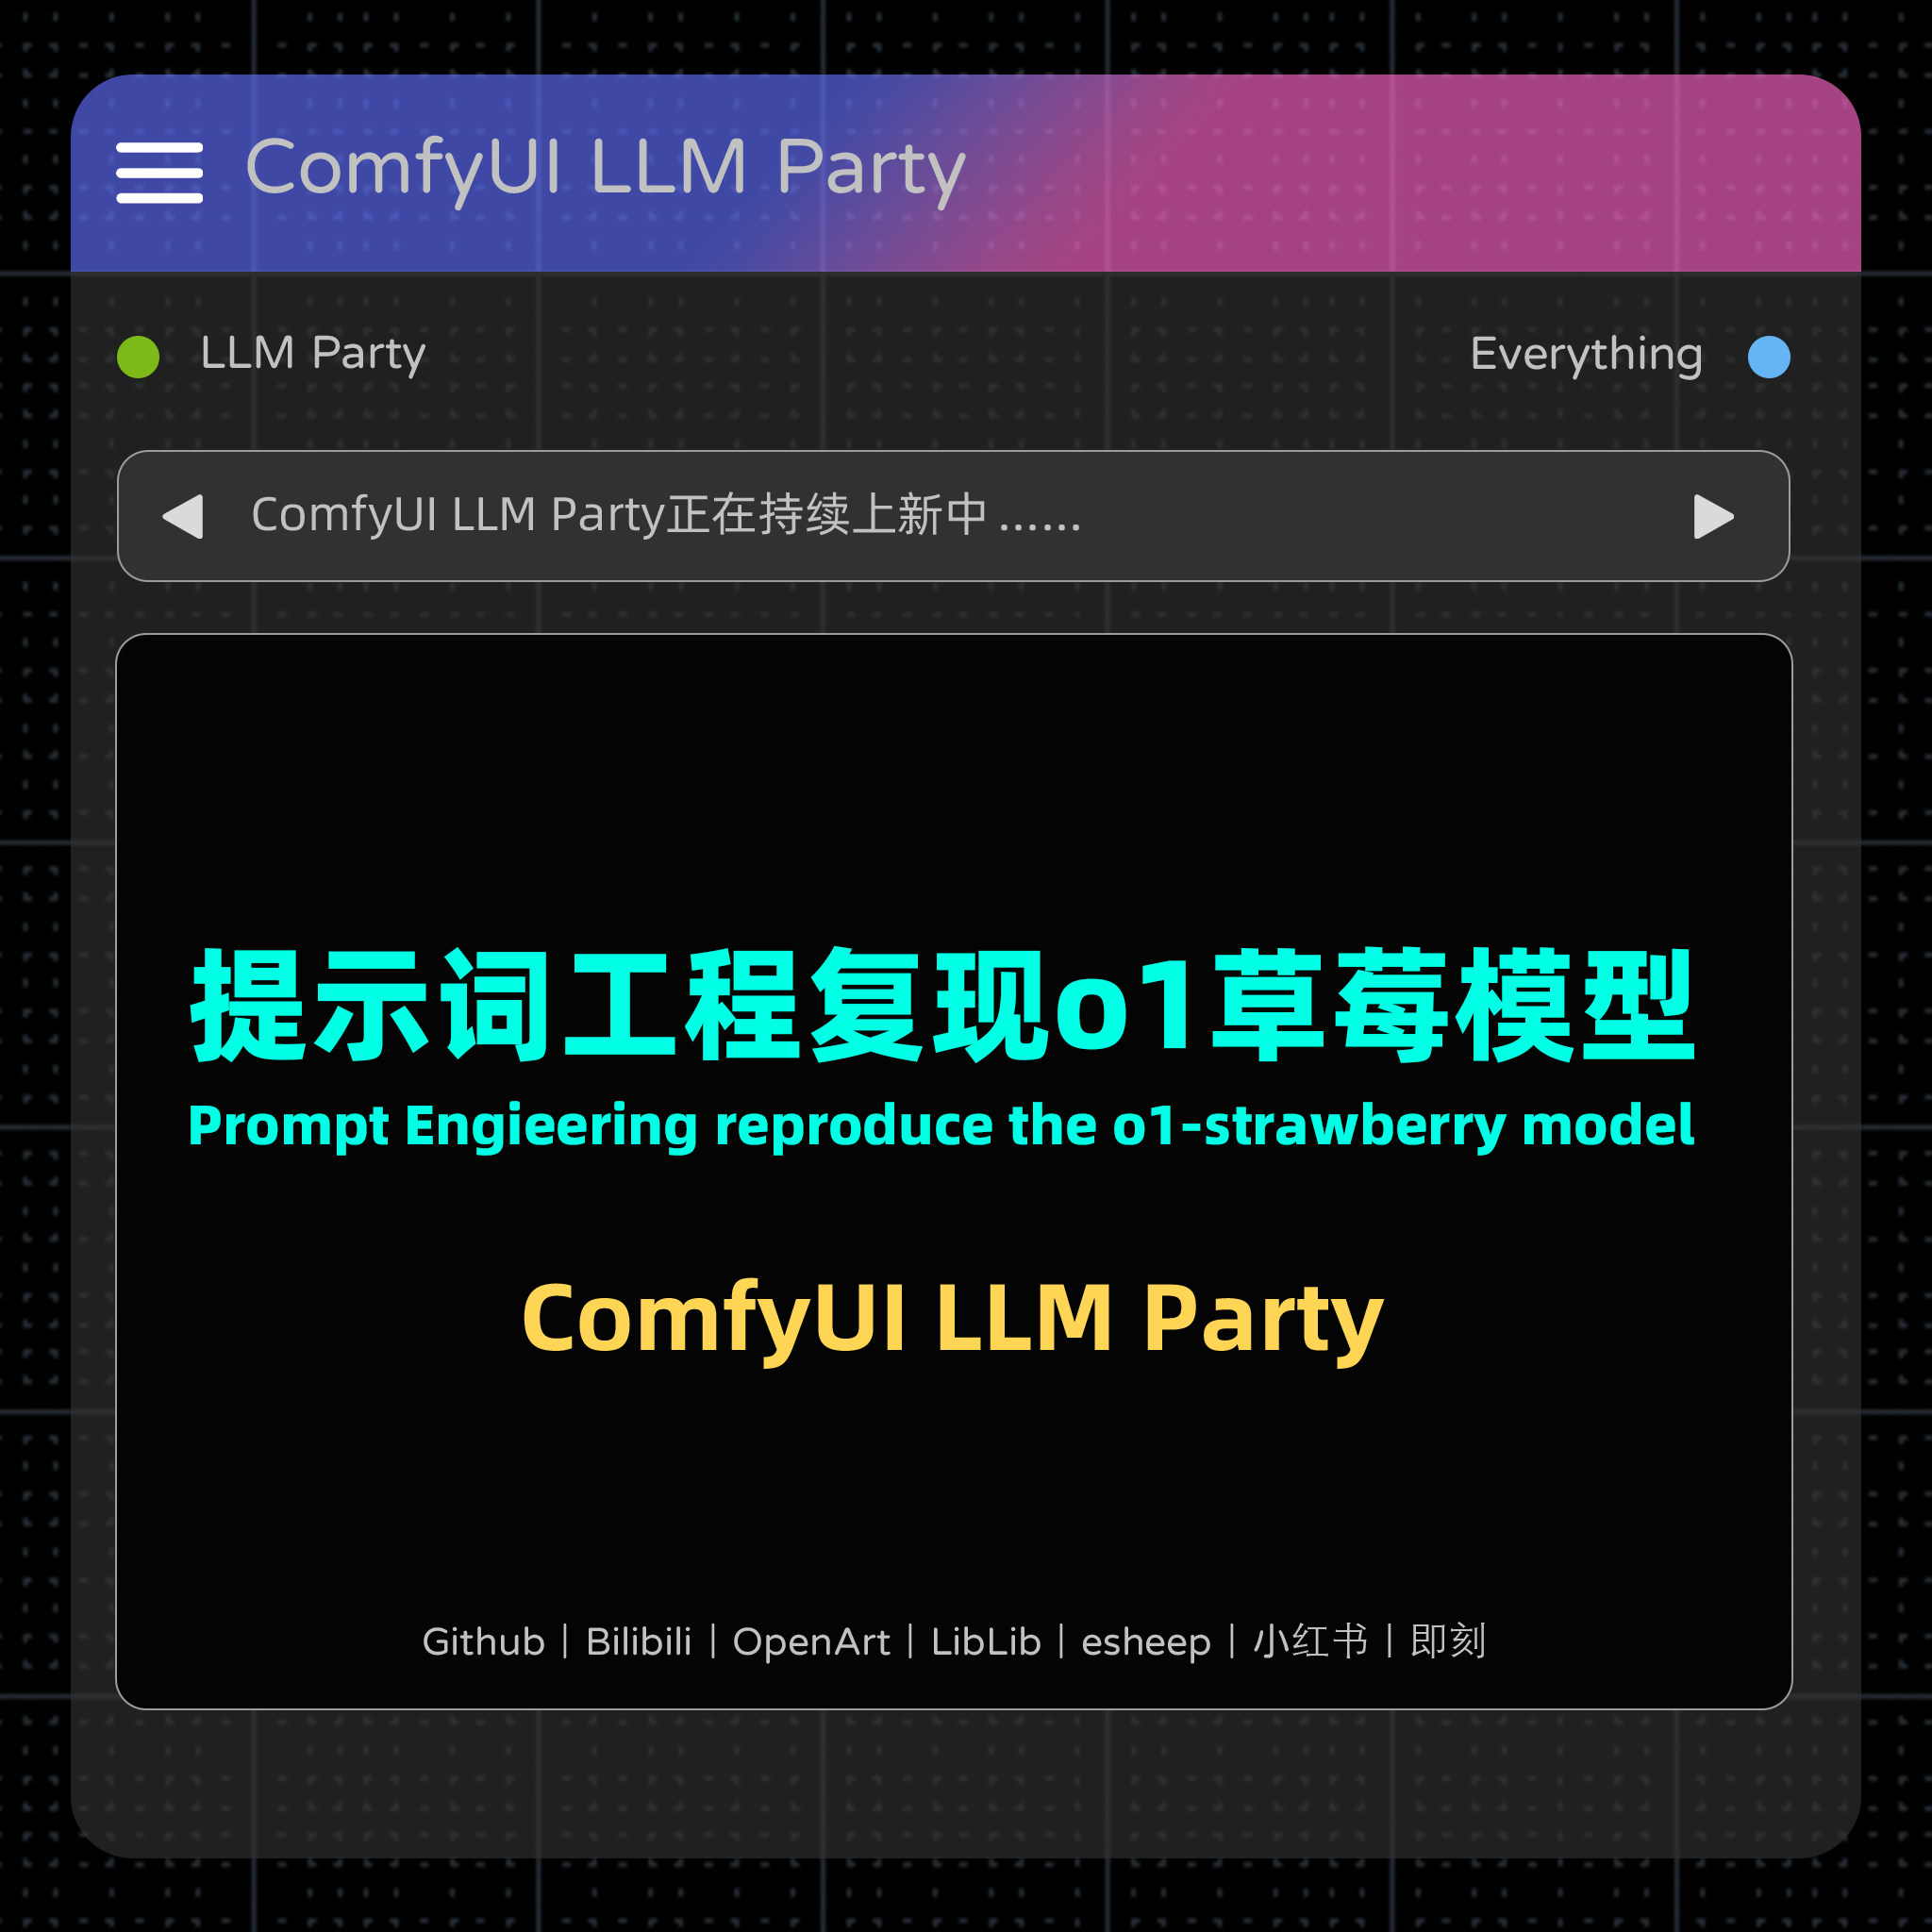 ComfyUI LLM Party
LLM Party
Everything
ComfyUI LLM Party正在持续上新中 ……
提示词工程复现o1草莓模型
Prompt Engieering reproduce the o1-strawberry model
ComfyUI LLM Party
Github | Bilibili | OpenArt | LibLib | esheep | 小红书 | 即刻